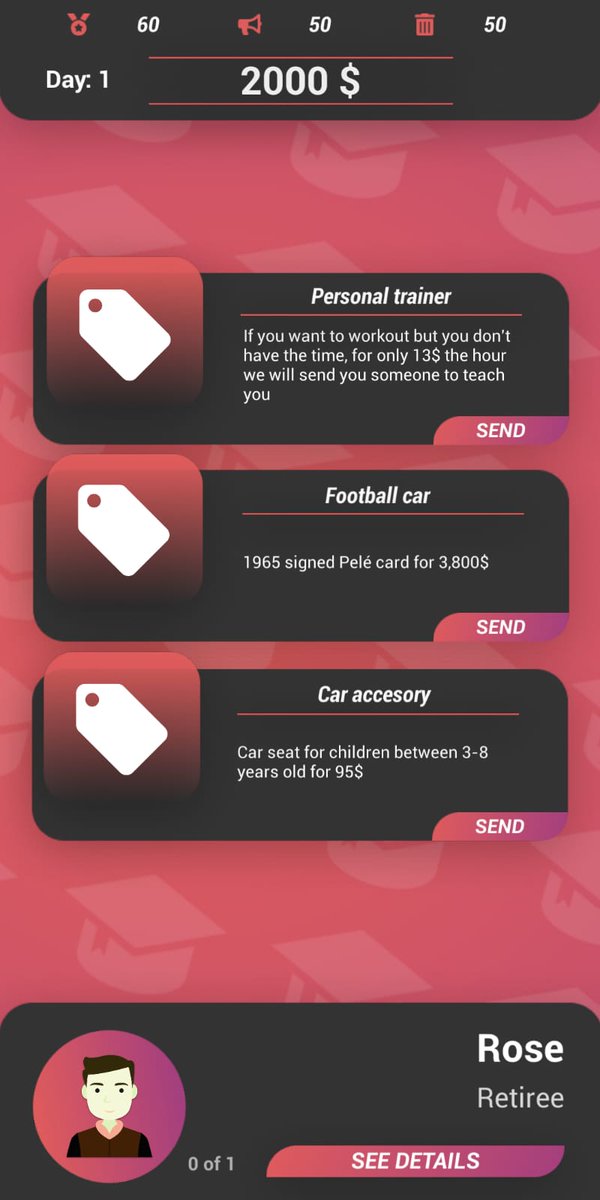 60 50 50
Day: 1 2000 $
Personal trainer
If you want to workout but you don't
have the time, for only 13$ the hour
we will send you someone to teach
you
SEND
Football car
1965 signed Pelé card for 3,800$
SEND
Car accesory
Car seat for children between 3-8
years old for 95$
SEND
Rose
Retiree
0 of 1
SEE DETAILS